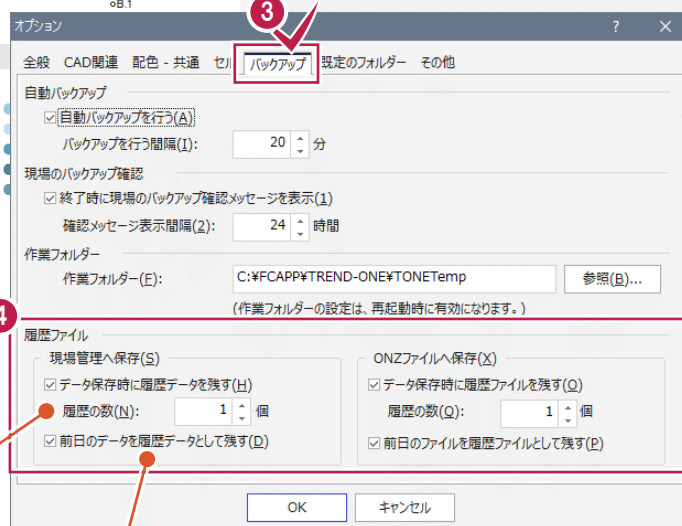 oB.1
3
オプション ? ×
全般 CAD関連 配色 - 共通 セル バックアップ 既定のフォルダー その他
自動バックアップ
自動バックアップを行う(A)
バックアップを行う間隔(I): 20 分
現場のバックアップ確認
終了時に現場のバックアップ確認メッセージを表示(1)
確認メッセージ表示間隔(2): 24 時間
作業フォルダー
作業フォルダー(F): C:¥FCAPP¥TREND-ONE¥TONETemp 参照(B)...
(作業フォルダーの設定は、再起動時に有効になります。)
4
履歴ファイル
現場管理へ保存(S) ONZファイルへ保存(X)
データ保存時に履歴データを残す(H) データ保存時に履歴ファイルを残す(O)
履歴の数(N): 1 個 履歴の数(Q): 1 個
前日のデータを履歴データとして残す(D) 前日のファイルを履歴ファイルとして残す(P)
OK キャンセル